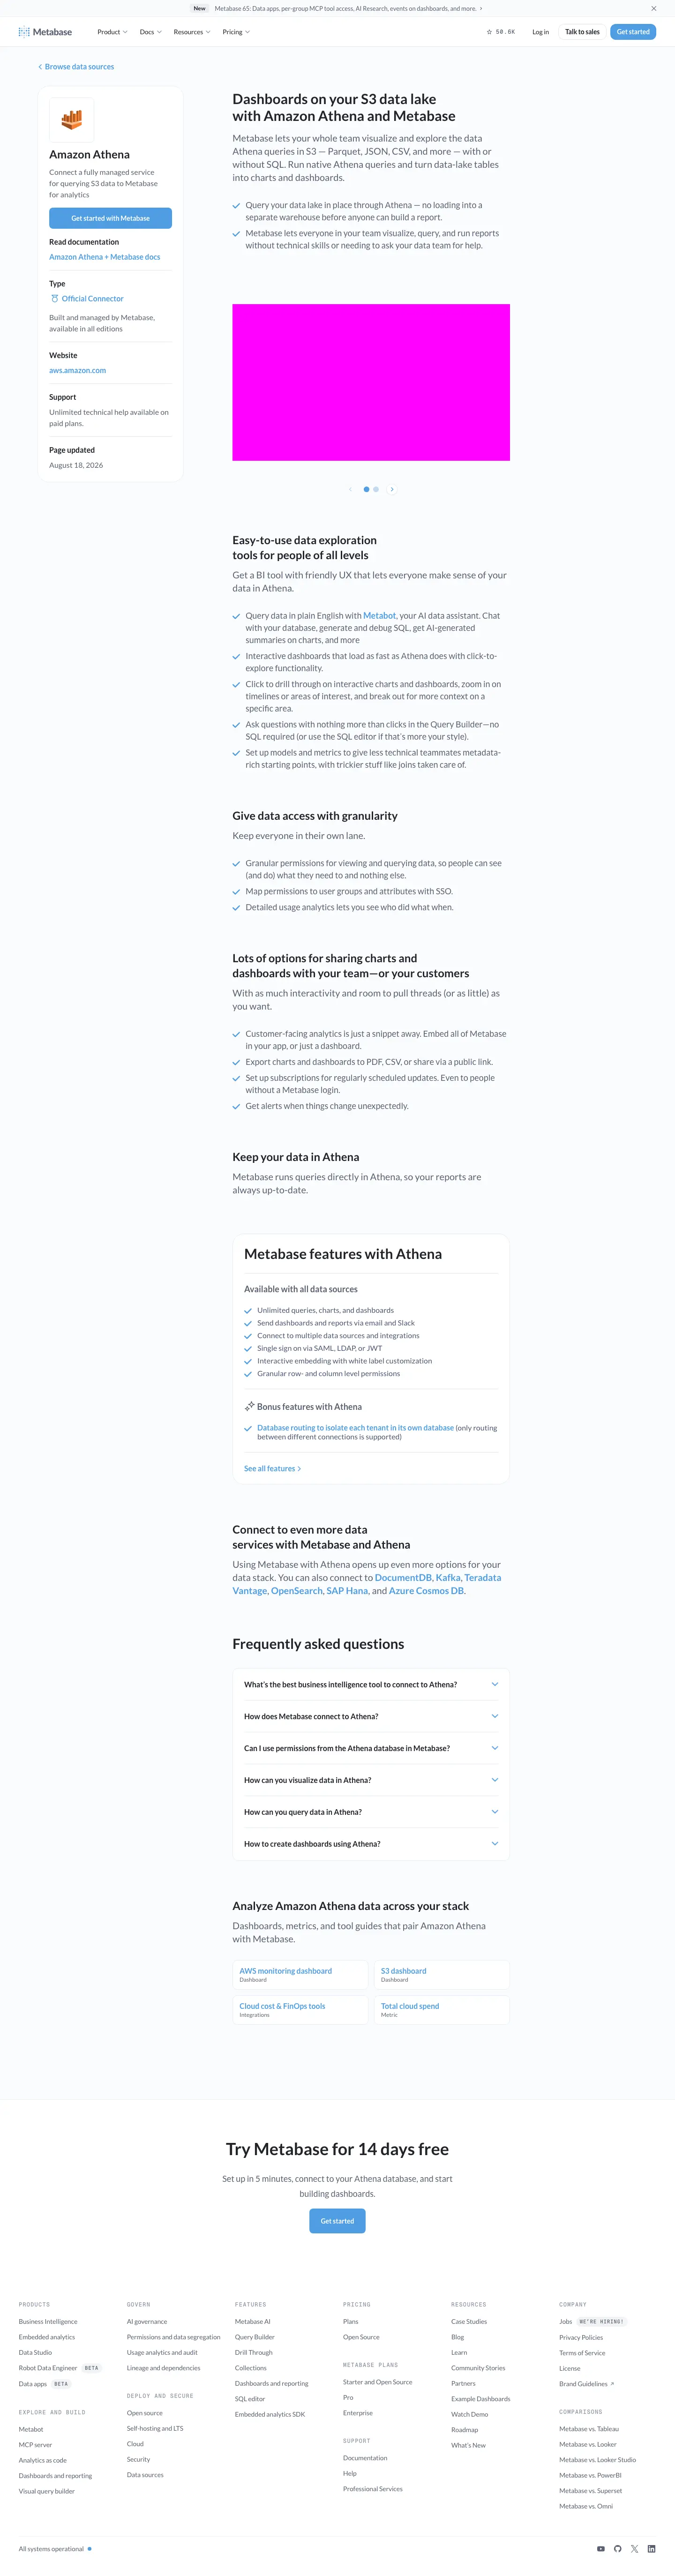 New Metabase 65: Data apps, per-group MCP tool access, AI Research, events on dashboards, and more.
Metabase Product Docs Resources Pricing 50.6K Log in Talk to sales Get started
Browse data sources
Amazon Athena
Connect a fully managed service
for querying S3 data to Metabase
for analytics
Get started with Metabase
Read documentation
Amazon Athena + Metabase docs
Type
Official Connector
Built and managed by Metabase,
available in all editions
Website
aws.amazon.com
Support
Unlimited technical help available on
paid plans.
Page updated
August 18, 2026
Dashboards on your S3 data lake
with Amazon Athena and Metabase
Metabase lets your whole team visualize and explore the data
Athena queries in S3 — Parquet, JSON, CSV, and more — with or
without SQL. Run native Athena queries and turn data-lake tables
into charts and dashboards.
Query your data lake in place through Athena — no loading into a
separate warehouse before anyone can build a report.
Metabase lets everyone in your team visualize, query, and run reports
without technical skills or needing to ask your data team for help.
Easy-to-use data exploration
tools for people of all levels
Get a BI tool with friendly UX that lets everyone make sense of your
data in Athena.
Query data in plain English with Metabot, your AI data assistant. Chat
with your database, generate and debug SQL, get AI-generated
summaries on charts, and more
Interactive dashboards that load as fast as Athena does with click-to-
explore functionality.
Click to drill through on interactive charts and dashboards, zoom in on
timelines or areas of interest, and break out for more context on a
specific area.
Ask questions with nothing more than clicks in the Query Builder—no
SQL required (or use the SQL editor if that's more your style).
Set up models and metrics to give less technical teammates metadata-
rich starting points, with trickier stuff like joins taken care of.
Give data access with granularity
Keep everyone in their own lane.
Granular permissions for viewing and querying data, so people can see
(and do) what they need to and nothing else.
Map permissions to user groups and attributes with SSO.
Detailed usage analytics lets you see who did what when.
Lots of options for sharing charts and
dashboards with your team—or your customers
With as much interactivity and room to pull threads (or as little) as
you want.
Customer-facing analytics is just a snippet away. Embed all of Metabase
in your app, or just a dashboard.
Export charts and dashboards to PDF, CSV, or share via a public link.
Set up subscriptions for regularly scheduled updates. Even to people
without a Metabase login.
Get alerts when things change unexpectedly.
Keep your data in Athena
Metabase runs queries directly in Athena, so your reports are
always up-to-date.
Metabase features with Athena
Available with all data sources
Unlimited queries, charts, and dashboards
Send dashboards and reports via email and Slack
Connect to multiple data sources and integrations
Single sign on via SAML, LDAP, or JWT
Interactive embedding with white label customization
Granular row- and column level permissions
Bonus features with Athena
Database routing to isolate each tenant in its own database (only routing
between different connections is supported)
See all features
Connect to even more data
services with Metabase and Athena
Using Metabase with Athena opens up even more options for your
data stack. You can also connect to DocumentDB, Kafka, Teradata
Vantage, OpenSearch, SAP Hana, and Azure Cosmos DB.
Frequently asked questions
What's the best business intelligence tool to connect to Athena?
How does Metabase connect to Athena?
Can I use permissions from the Athena database in Metabase?
How can you visualize data in Athena?
How can you query data in Athena?
How to create dashboards using Athena?
Analyze Amazon Athena data across your stack
Dashboards, metrics, and tool guides that pair Amazon Athena
with Metabase.
AWS monitoring dashboard
Dashboard
S3 dashboard
Dashboard
Cloud cost & FinOps tools
Integrations
Total cloud spend
Metric
Try Metabase for 14 days free
Set up in 5 minutes, connect to your Athena database, and start
building dashboards.
Get started
PRODUCTS
Business Intelligence
Embedded analytics
Data Studio
Robot Data Engineer BETA
Data apps BETA
EXPLORE AND BUILD
Metabot
MCP server
Analytics as code
Dashboards and reporting
Visual query builder
GOVERN
AI governance
Permissions and data segregation
Usage analytics and audit
Lineage and dependencies
DEPLOY AND SECURE
Open source
Self-hosting and LTS
Cloud
Security
Data sources
FEATURES
Metabase AI
Query Builder
Drill Through
Collections
Dashboards and reporting
SQL editor
Embedded analytics SDK
PRICING
Plans
Open Source
METABASE PLANS
Starter and Open Source
Pro
Enterprise
SUPPORT
Documentation
Help
Professional Services
RESOURCES
Case Studies
Blog
Learn
Community Stories
Partners
Example Dashboards
Watch Demo
Roadmap
What's New
COMPANY
Jobs WE'RE HIRING!
Privacy Policies
Terms of Service
License
Brand Guidelines
COMPARISONS
Metabase vs. Tableau
Metabase vs. Looker
Metabase vs. Looker Studio
Metabase vs. PowerBI
Metabase vs. Superset
Metabase vs. Omni
All systems operational